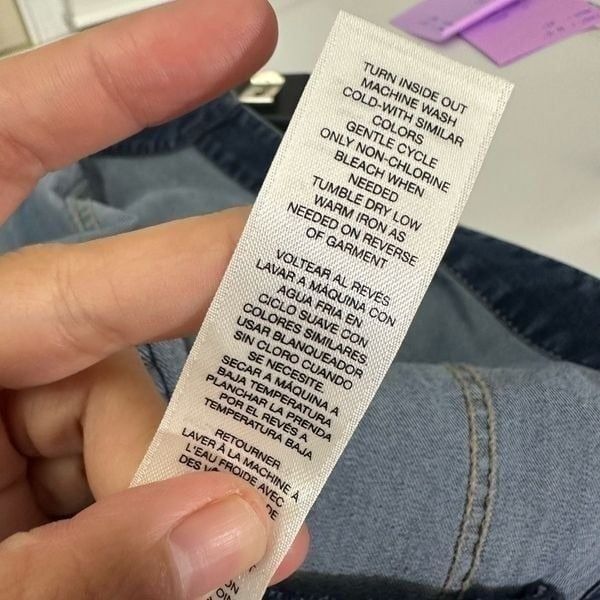 TURN INSIDE OUT
MACHINE WASH
COLD-WITH SIMILAR
COLORS
GENTLE CYCLE
ONLY NON-CHLORINE
BLEACH WHEN
NEEDED
TUMBLE DRY LOW
WARM IRON AS
NEEDED ON REVERSE
OF GARMENT
VOLTEAR AL REVÉS
LAVAR A MÁQUINA CON
AGUA FRIA EN
CICLO SUAVE CON
COLORES SIMILARES
USAR BLANQUEADOR
SIN CLORO CUANDO
SE NECESITE
SECAR A MÁQUINA A
BAJA TEMPERATURA
PLANCHAR LA PRENDA
POR EL REVÉS A
TEMPERATURA BAJA
RETOURNER
LAVER À LA MACHINE À
L'EAU FROIDE AVEC
DES